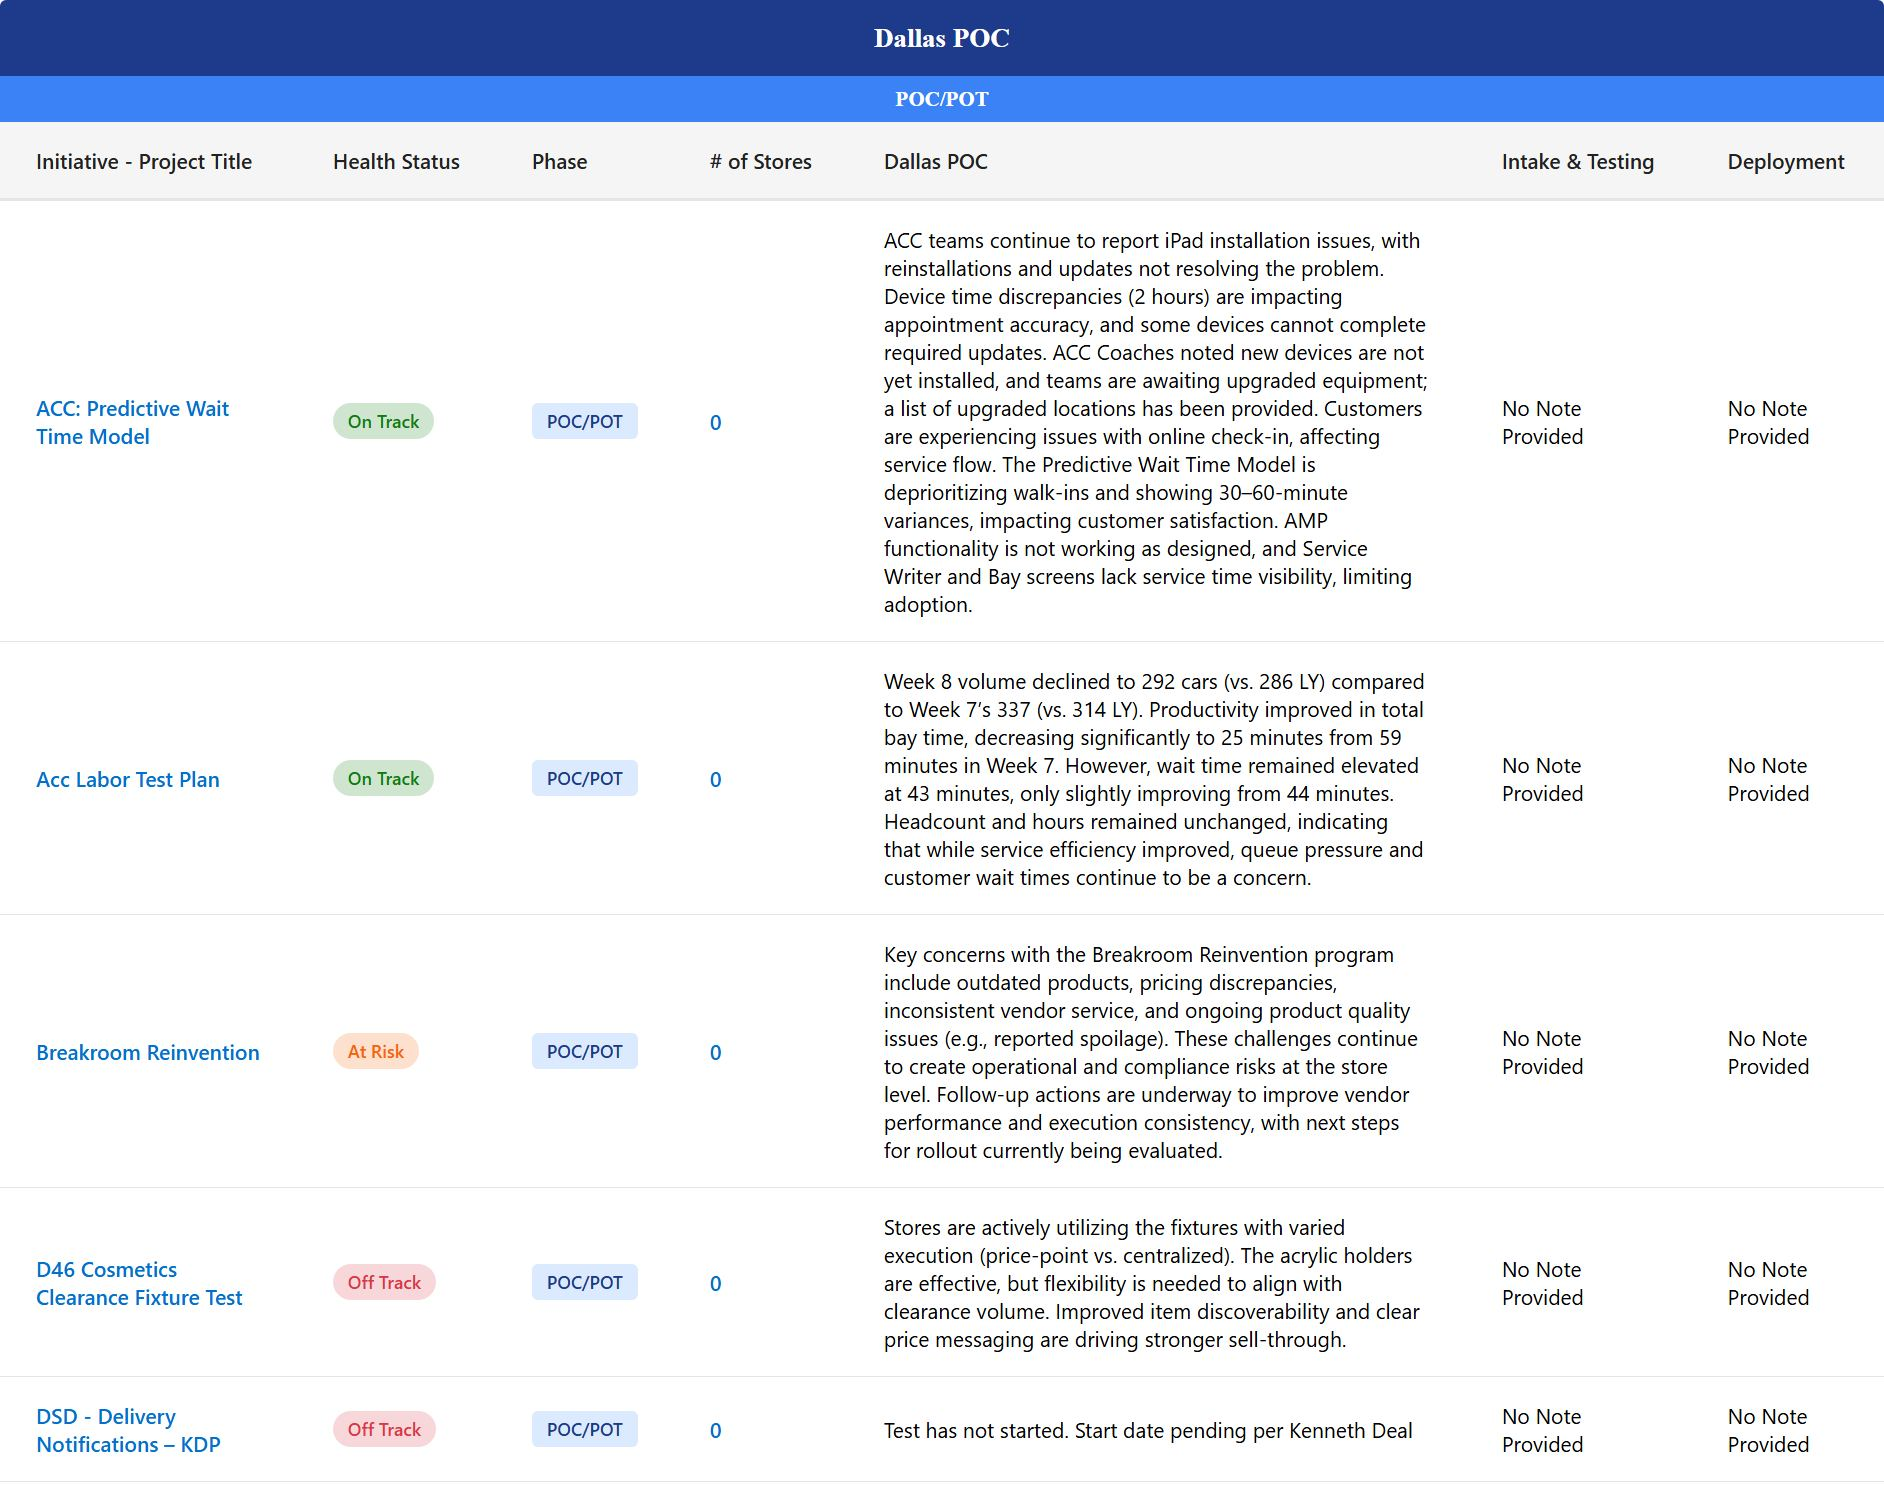 Dallas POC
POC/POT
Initiative - Project Title Health Status Phase # of Stores Dallas POC Intake & Testing Deployment
ACC: Predictive Wait
Time Model
On Track
POC/POT
0
ACC teams continue to report iPad installation issues, with
reinstallations and updates not resolving the problem.
Device time discrepancies (2 hours) are impacting
appointment accuracy, and some devices cannot complete
required updates. ACC Coaches noted new devices are not
yet installed, and teams are awaiting upgraded equipment;
a list of upgraded locations has been provided. Customers
are experiencing issues with online check-in, affecting
service flow. The Predictive Wait Time Model is
deprioritizing walk-ins and showing 30–60-minute
variances, impacting customer satisfaction. AMP
functionality is not working as designed, and Service
Writer and Bay screens lack service time visibility, limiting
adoption.
No Note
Provided
No Note
Provided
Acc Labor Test Plan
On Track
POC/POT
0
Week 8 volume declined to 292 cars (vs. 286 LY) compared
to Week 7’s 337 (vs. 314 LY). Productivity improved in total
bay time, decreasing significantly to 25 minutes from 59
minutes in Week 7. However, wait time remained elevated
at 43 minutes, only slightly improving from 44 minutes.
Headcount and hours remained unchanged, indicating
that while service efficiency improved, queue pressure and
customer wait times continue to be a concern.
No Note
Provided
No Note
Provided
Breakroom Reinvention
At Risk
POC/POT
0
Key concerns with the Breakroom Reinvention program
include outdated products, pricing discrepancies,
inconsistent vendor service, and ongoing product quality
issues (e.g., reported spoilage). These challenges continue
to create operational and compliance risks at the store
level. Follow-up actions are underway to improve vendor
performance and execution consistency, with next steps
for rollout currently being evaluated.
No Note
Provided
No Note
Provided
D46 Cosmetics
Clearance Fixture Test
Off Track
POC/POT
0
Stores are actively utilizing the fixtures with varied
execution (price-point vs. centralized). The acrylic holders
are effective, but flexibility is needed to align with
clearance volume. Improved item discoverability and clear
price messaging are driving stronger sell-through.
No Note
Provided
No Note
Provided
DSD - Delivery
Notifications – KDP
Off Track
POC/POT
0
Test has not started. Start date pending per Kenneth Deal
No Note
Provided
No Note
Provided